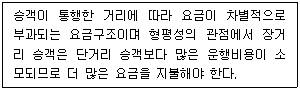 승객이 통행한 거리에 따라 요금이 차별적으로
부과되는 요금구조이며 형평성의 관점에서 장거
리 승객은 단거리 승객보다 많은 운행비용이 소
모되므로 더 많은 요금을 지불해야 한다.